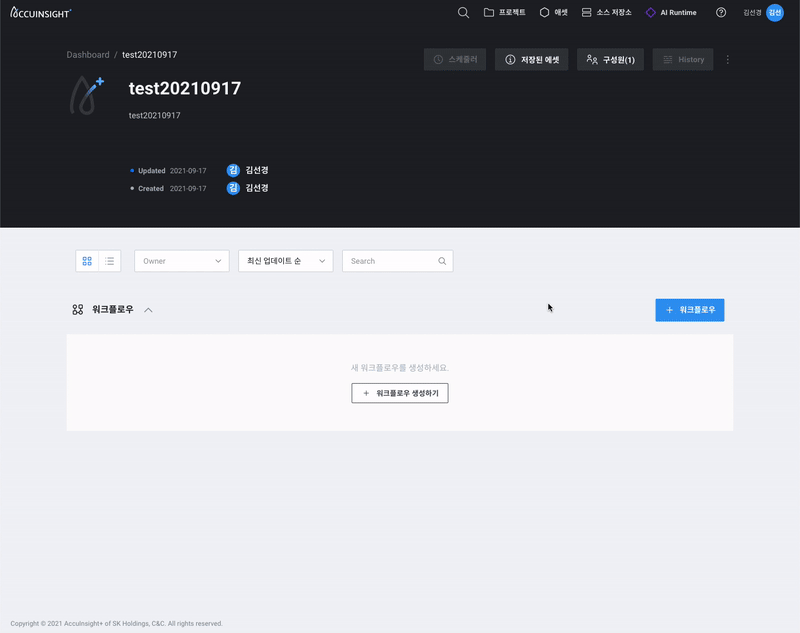 ACCUINSIGHT+
프로젝트
애셋
소스 저장소
AI Runtime
김선경
김선
Dashboard / test20210917
스케줄러
저장된 에셋
구성원(1)
History
test20210917
test20210917
Updated 2021-09-17 김 김선경
Created 2021-09-17 김 김선경
Owner
최신 업데이트 순
Search
워크플로우
+ 워크플로우
새 워크플로우를 생성하세요.
+ 워크플로우 생성하기
Copyright © 2021 AccuInsight+ of SK Holdings, C&C. All rights reserved.